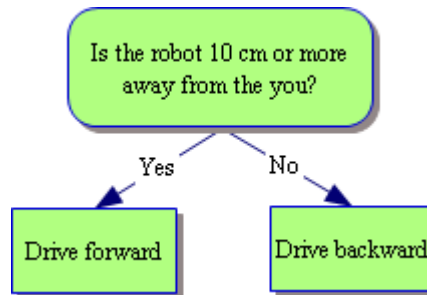 Is the robot 10 cm or more
away from the you?
Yes
No
Drive forward
Drive backward